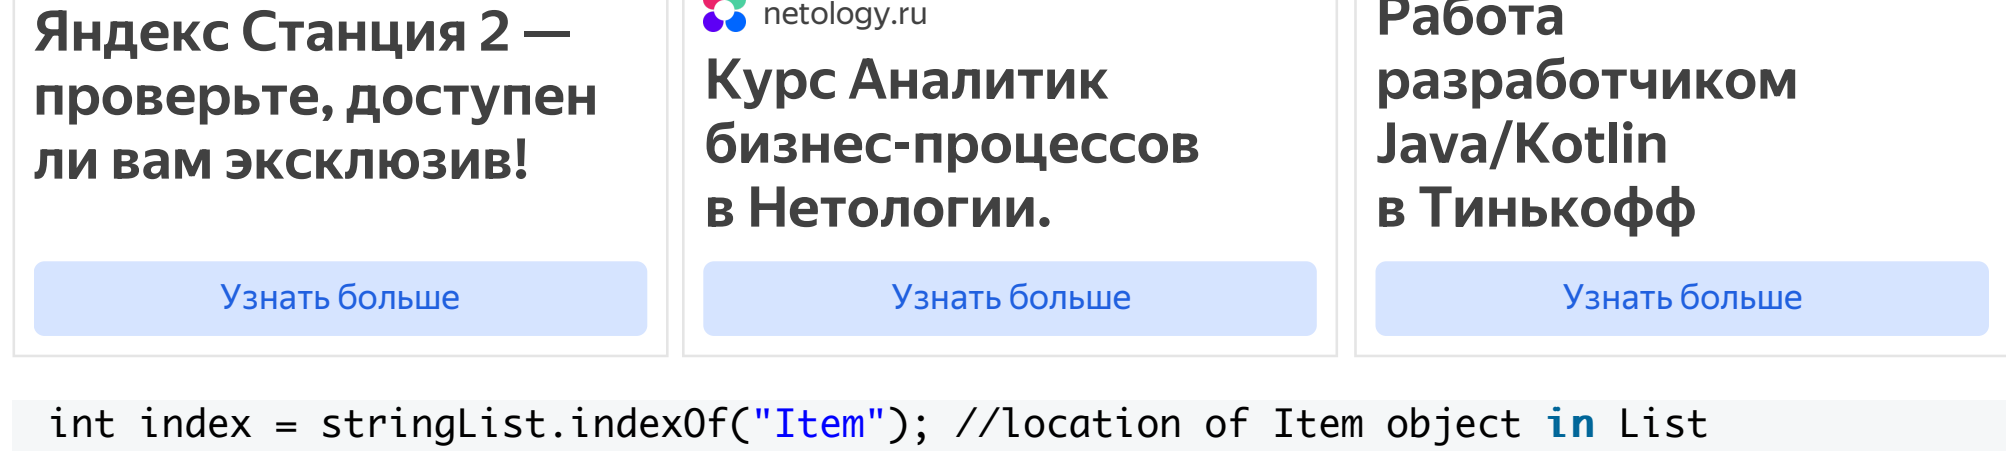 Яндекс Станция 2 —
проверьте, доступен
ли вам эксклюзив!
Узнать больше
netology.ru
Курс Аналитик
бизнес-процессов
в Нетологии.
Узнать больше
Работа
разработчиком
Java/Kotlin
в Тинькофф
Узнать больше
int index = stringList.indexOf("Item"); //location of Item object in List